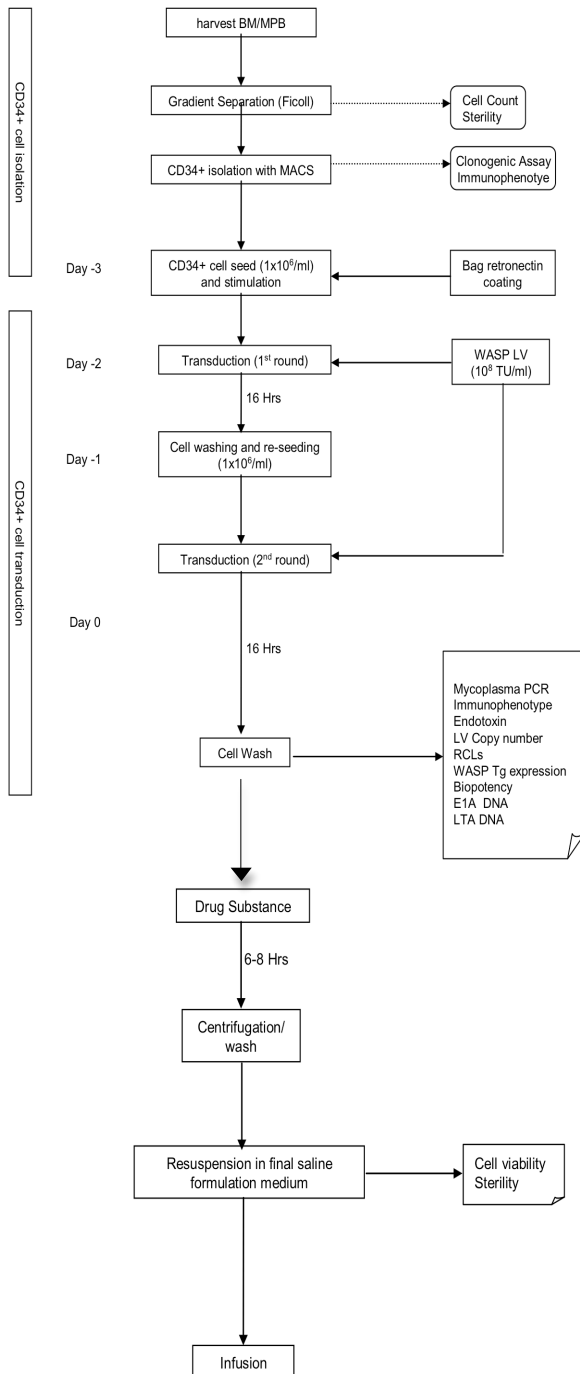 harvest BM/MPB
CD34+ cell isolation
Gradient Separation (Ficoll)
Cell Count
Sterility
CD34+ isolation with MACS
Clonogenic Assay
Immunophenotye
Day -3
CD34+ cell seed (1x10⁶/ml)
and stimulation
Bag retronectin
coating
CD34+ cell transduction
Day -2
Transduction (1st round)
WASP LV
(10⁸ TU/ml)
16 Hrs
Day -1
Cell washing and re-seeding
(1x10⁶/ml)
Transduction (2nd round)
Day 0
16 Hrs
Cell Wash
Mycoplasma PCR
Immunophenotype
Endotoxin
LV Copy number
RCLs
WASP Tg expression
Biopotency
E1A DNA
LTA DNA
Drug Substance
6-8 Hrs
Centrifugation/
wash
Resuspension in final saline
formulation medium
Cell viability
Sterility
Infusion